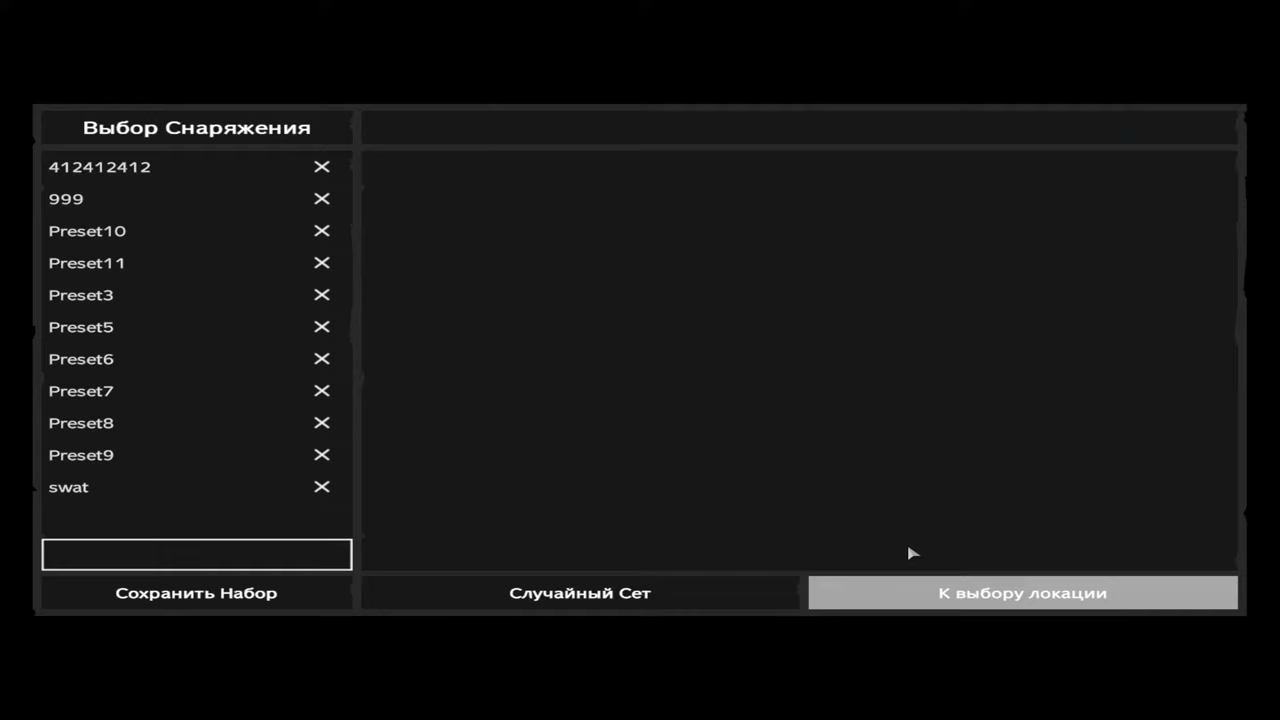 Выбор Снаряжения
412412412
999
Preset10
Preset11
Preset3
Preset5
Preset6
Preset7
Preset8
Preset9
swat
Сохранить Набор
Случайный Сет
К выбору локации